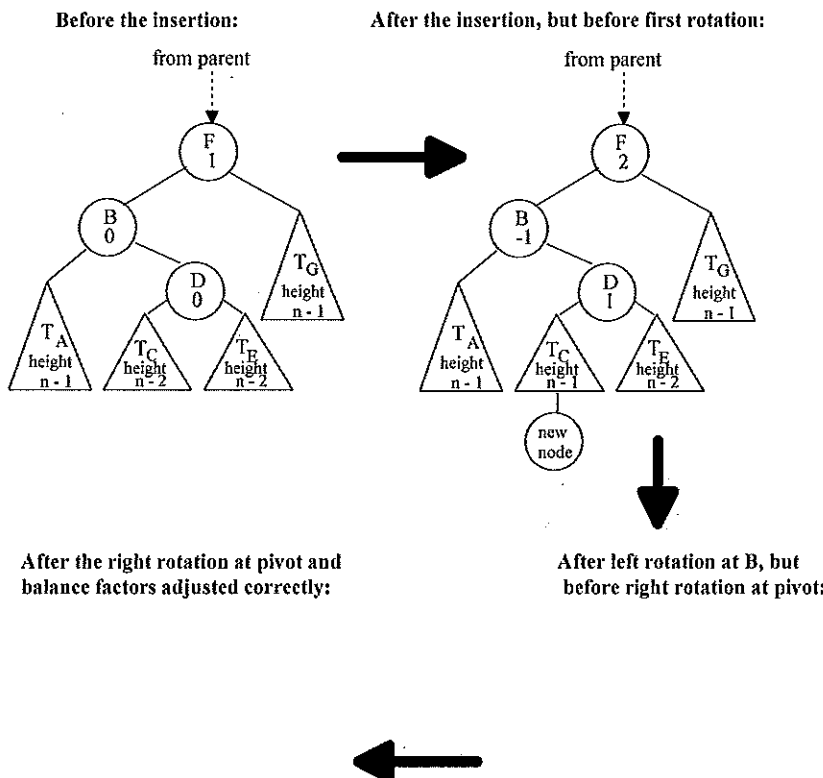 Before the insertion:
After the insertion, but before first rotation:
from parent
F
1
B
0
D
0
T_G
height
n - 1
T_A
height
n - 1
T_C
height
n - 2
T_E
height
n - 2
from parent
F
2
B
-1
D
1
T_G
height
n - 1
T_A
height
n - 1
T_C
height
n - 1
T_E
height
n - 2
new
node
After the right rotation at pivot and
balance factors adjusted correctly:
After left rotation at B, but
before right rotation at pivot: